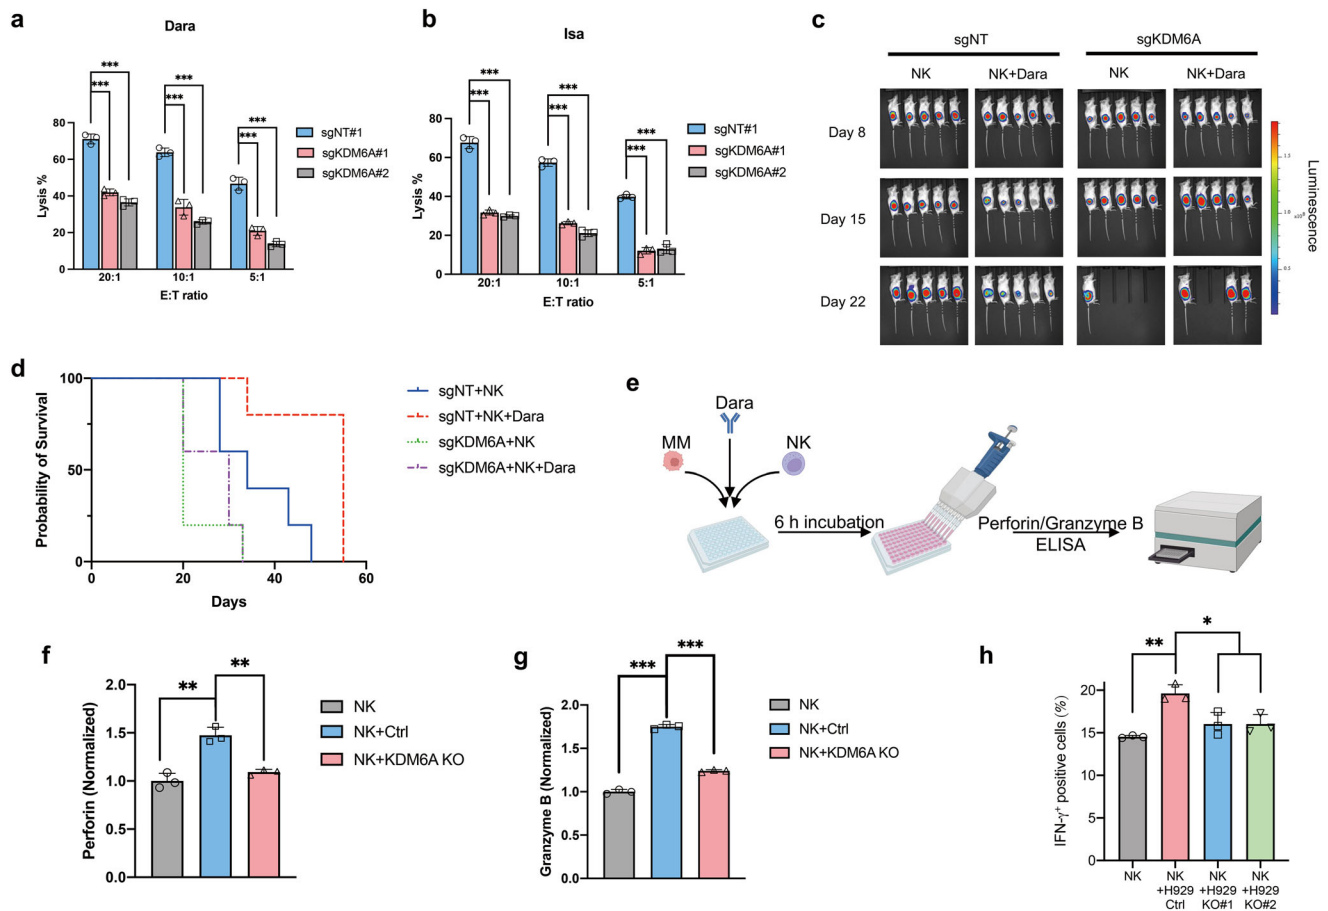 a
Dara
***
***
***
***
***
***
sgNT#1
sgKDM6A#1
sgKDM6A#2
Lysis %
80
60
40
20
0
20:1 10:1 5:1
E:T ratio
b
Isa
***
***
***
***
***
***
sgNT#1
sgKDM6A#1
sgKDM6A#2
Lysis %
80
60
40
20
0
20:1 10:1 5:1
E:T ratio
c
sgNT sgKDM6A
NK NK+Dara NK NK+Dara
Day 8
Day 15
Day 22
Luminescence
1.5
1.0
0.5
d
Probability of Survival
100
50
0
0 20 40 60
Days
sgNT+NK
sgNT+NK+Dara
sgKDM6A+NK
sgKDM6A+NK+Dara
e
Dara
MM
NK
6 h incubation
Perforin/Granzyme B
ELISA
f
**
**
Perforin (Normalized)
2.0
1.5
1.0
0.5
0.0
NK
NK+Ctrl
NK+KDM6A KO
g
***
***
Granzyme B (Normalized)
2.0
1.5
1.0
0.5
0.0
NK
NK+Ctrl
NK+KDM6A KO
h
*
**
IFN-γ⁺ positive cells (%)
20
15
10
5
0
NK NK NK NK
+H929 +H929 +H929
Ctrl KO#1 KO#2